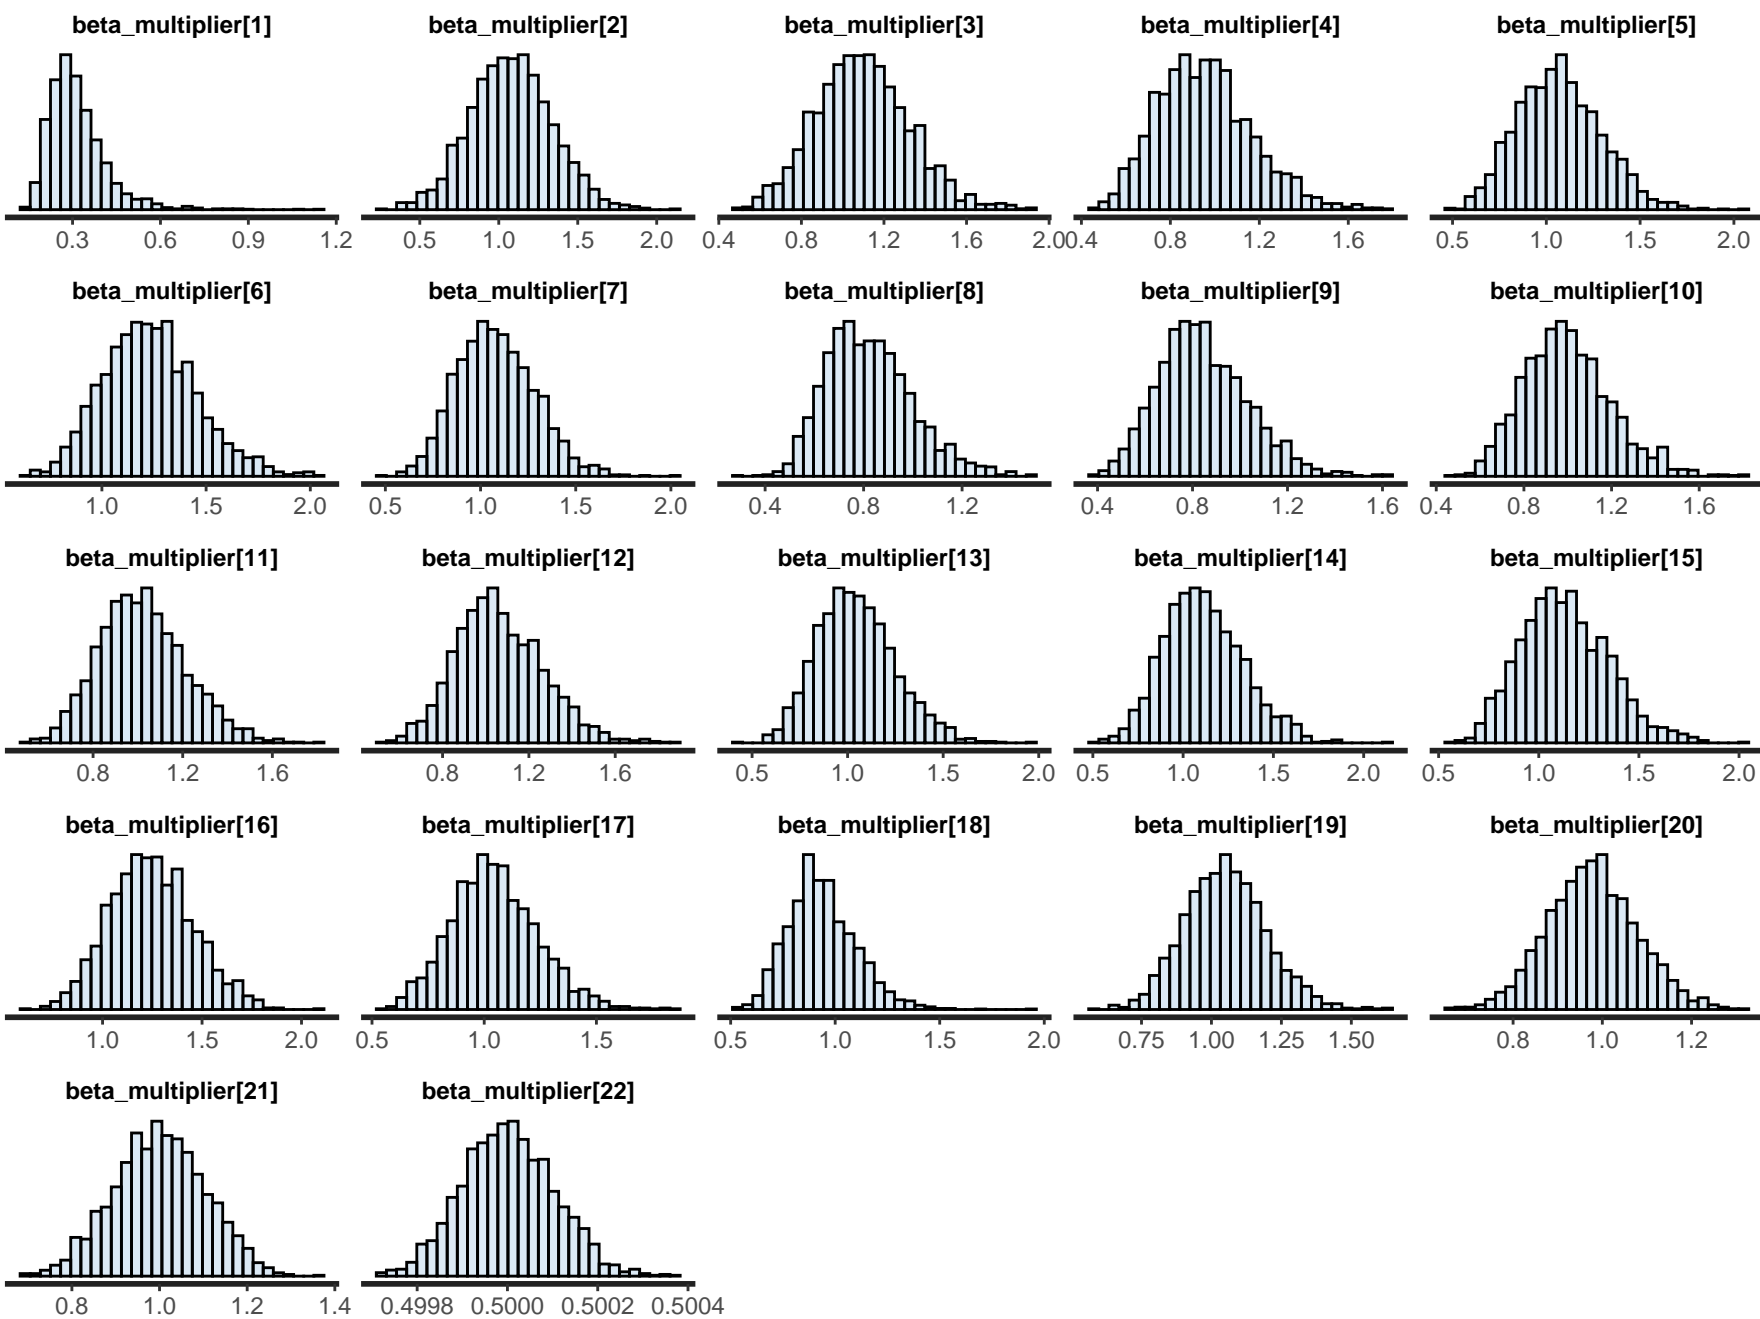 beta_multiplier[1] beta_multiplier[2] beta_multiplier[3] beta_multiplier[4] beta_multiplier[5]
0.3 0.6 0.9 1.2 0.5 1.0 1.5 2.0 0.4 0.8 1.2 1.6 2.0 0.4 0.8 1.2 1.6 0.5 1.0 1.5 2.0
beta_multiplier[6] beta_multiplier[7] beta_multiplier[8] beta_multiplier[9] beta_multiplier[10]
1.0 1.5 2.0 0.5 1.0 1.5 2.0 0.4 0.8 1.2 0.4 0.8 1.2 1.6 0.4 0.8 1.2 1.6
beta_multiplier[11] beta_multiplier[12] beta_multiplier[13] beta_multiplier[14] beta_multiplier[15]
0.8 1.2 1.6 0.8 1.2 1.6 0.5 1.0 1.5 2.0 0.5 1.0 1.5 2.0 0.5 1.0 1.5 2.0
beta_multiplier[16] beta_multiplier[17] beta_multiplier[18] beta_multiplier[19] beta_multiplier[20]
1.0 1.5 2.0 0.5 1.0 1.5 0.5 1.0 1.5 2.0 0.75 1.00 1.25 1.50 0.8 1.0 1.2
beta_multiplier[21] beta_multiplier[22]
0.8 1.0 1.2 1.4 0.4998 0.5000 0.5002 0.5004